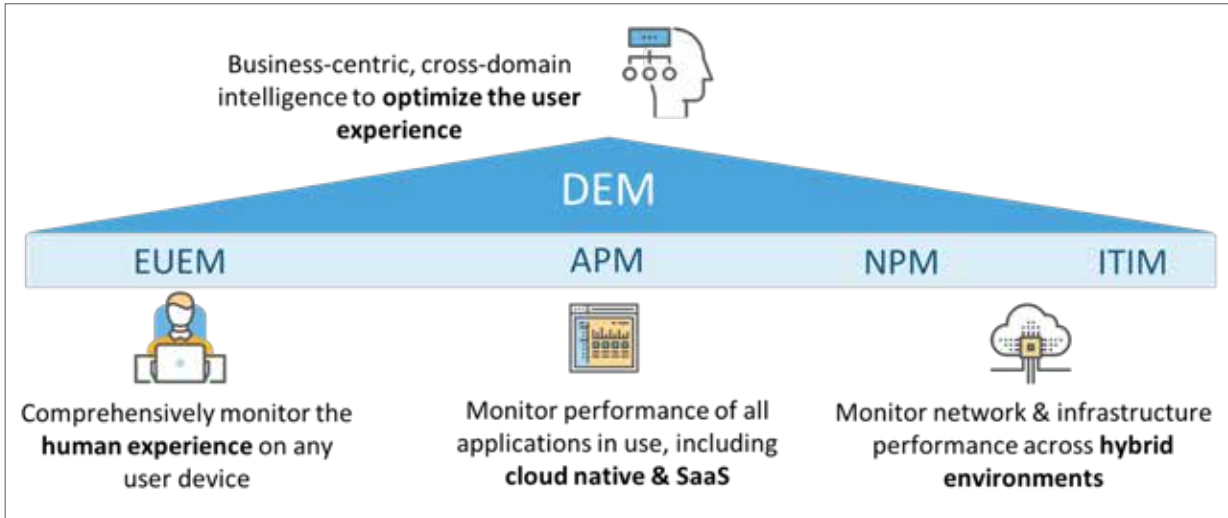 Business-centric, cross-domain
intelligence to optimize the user
experience
DEM
EUEM
APM
NPM
ITIM
Comprehensively monitor the
human experience on any
user device
Monitor performance of all
applications in use, including
cloud native & SaaS
Monitor network & infrastructure
performance across hybrid
environments